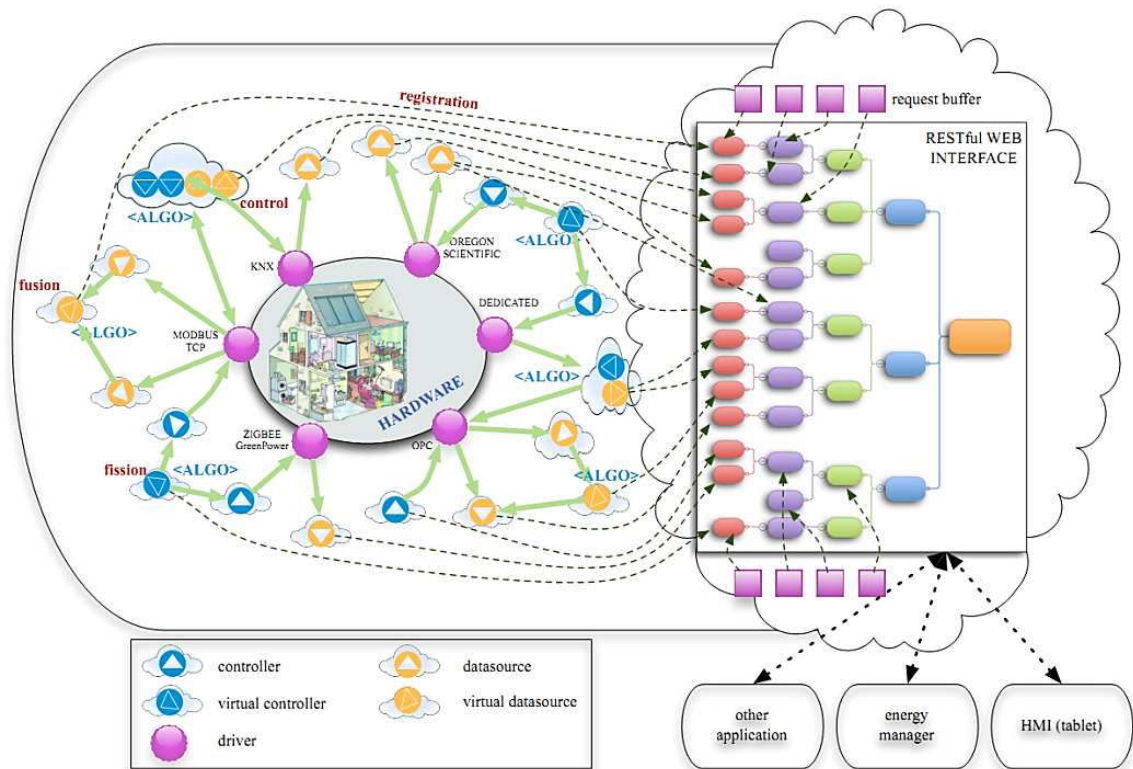 registration
request buffer
RESTful WEB
INTERFACE
<ALGO>
control
KNX
OREGON
SCIENTIFIC
<ALGO>
fusion
<ALGO>
MODBUS
TCP
DEDICATED
<ALGO>
HARDWARE
ZIGBEE
GreenPower
OPC
fission
<ALGO>
<ALGO>
controller
datasource
virtual controller
virtual datasource
driver
other
application
energy
manager
HMI (tablet)